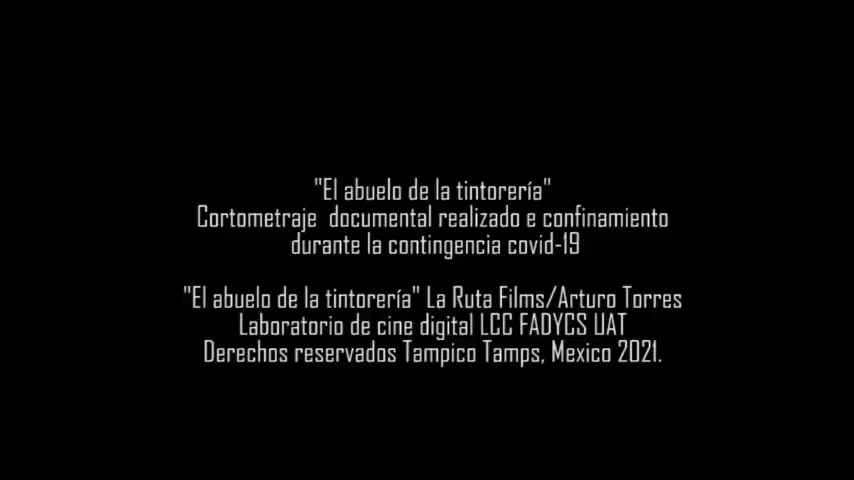 "El abuelo de la tintorería"
Cortometraje documental realizado e confinamiento
durante la contingencia covid-19
"El abuelo de la tintorería" La Ruta Films/Arturo Torres
Laboratorio de cine digital LCC FADYCS UAT
Derechos reservados Tampico Tamps, Mexico 2021.